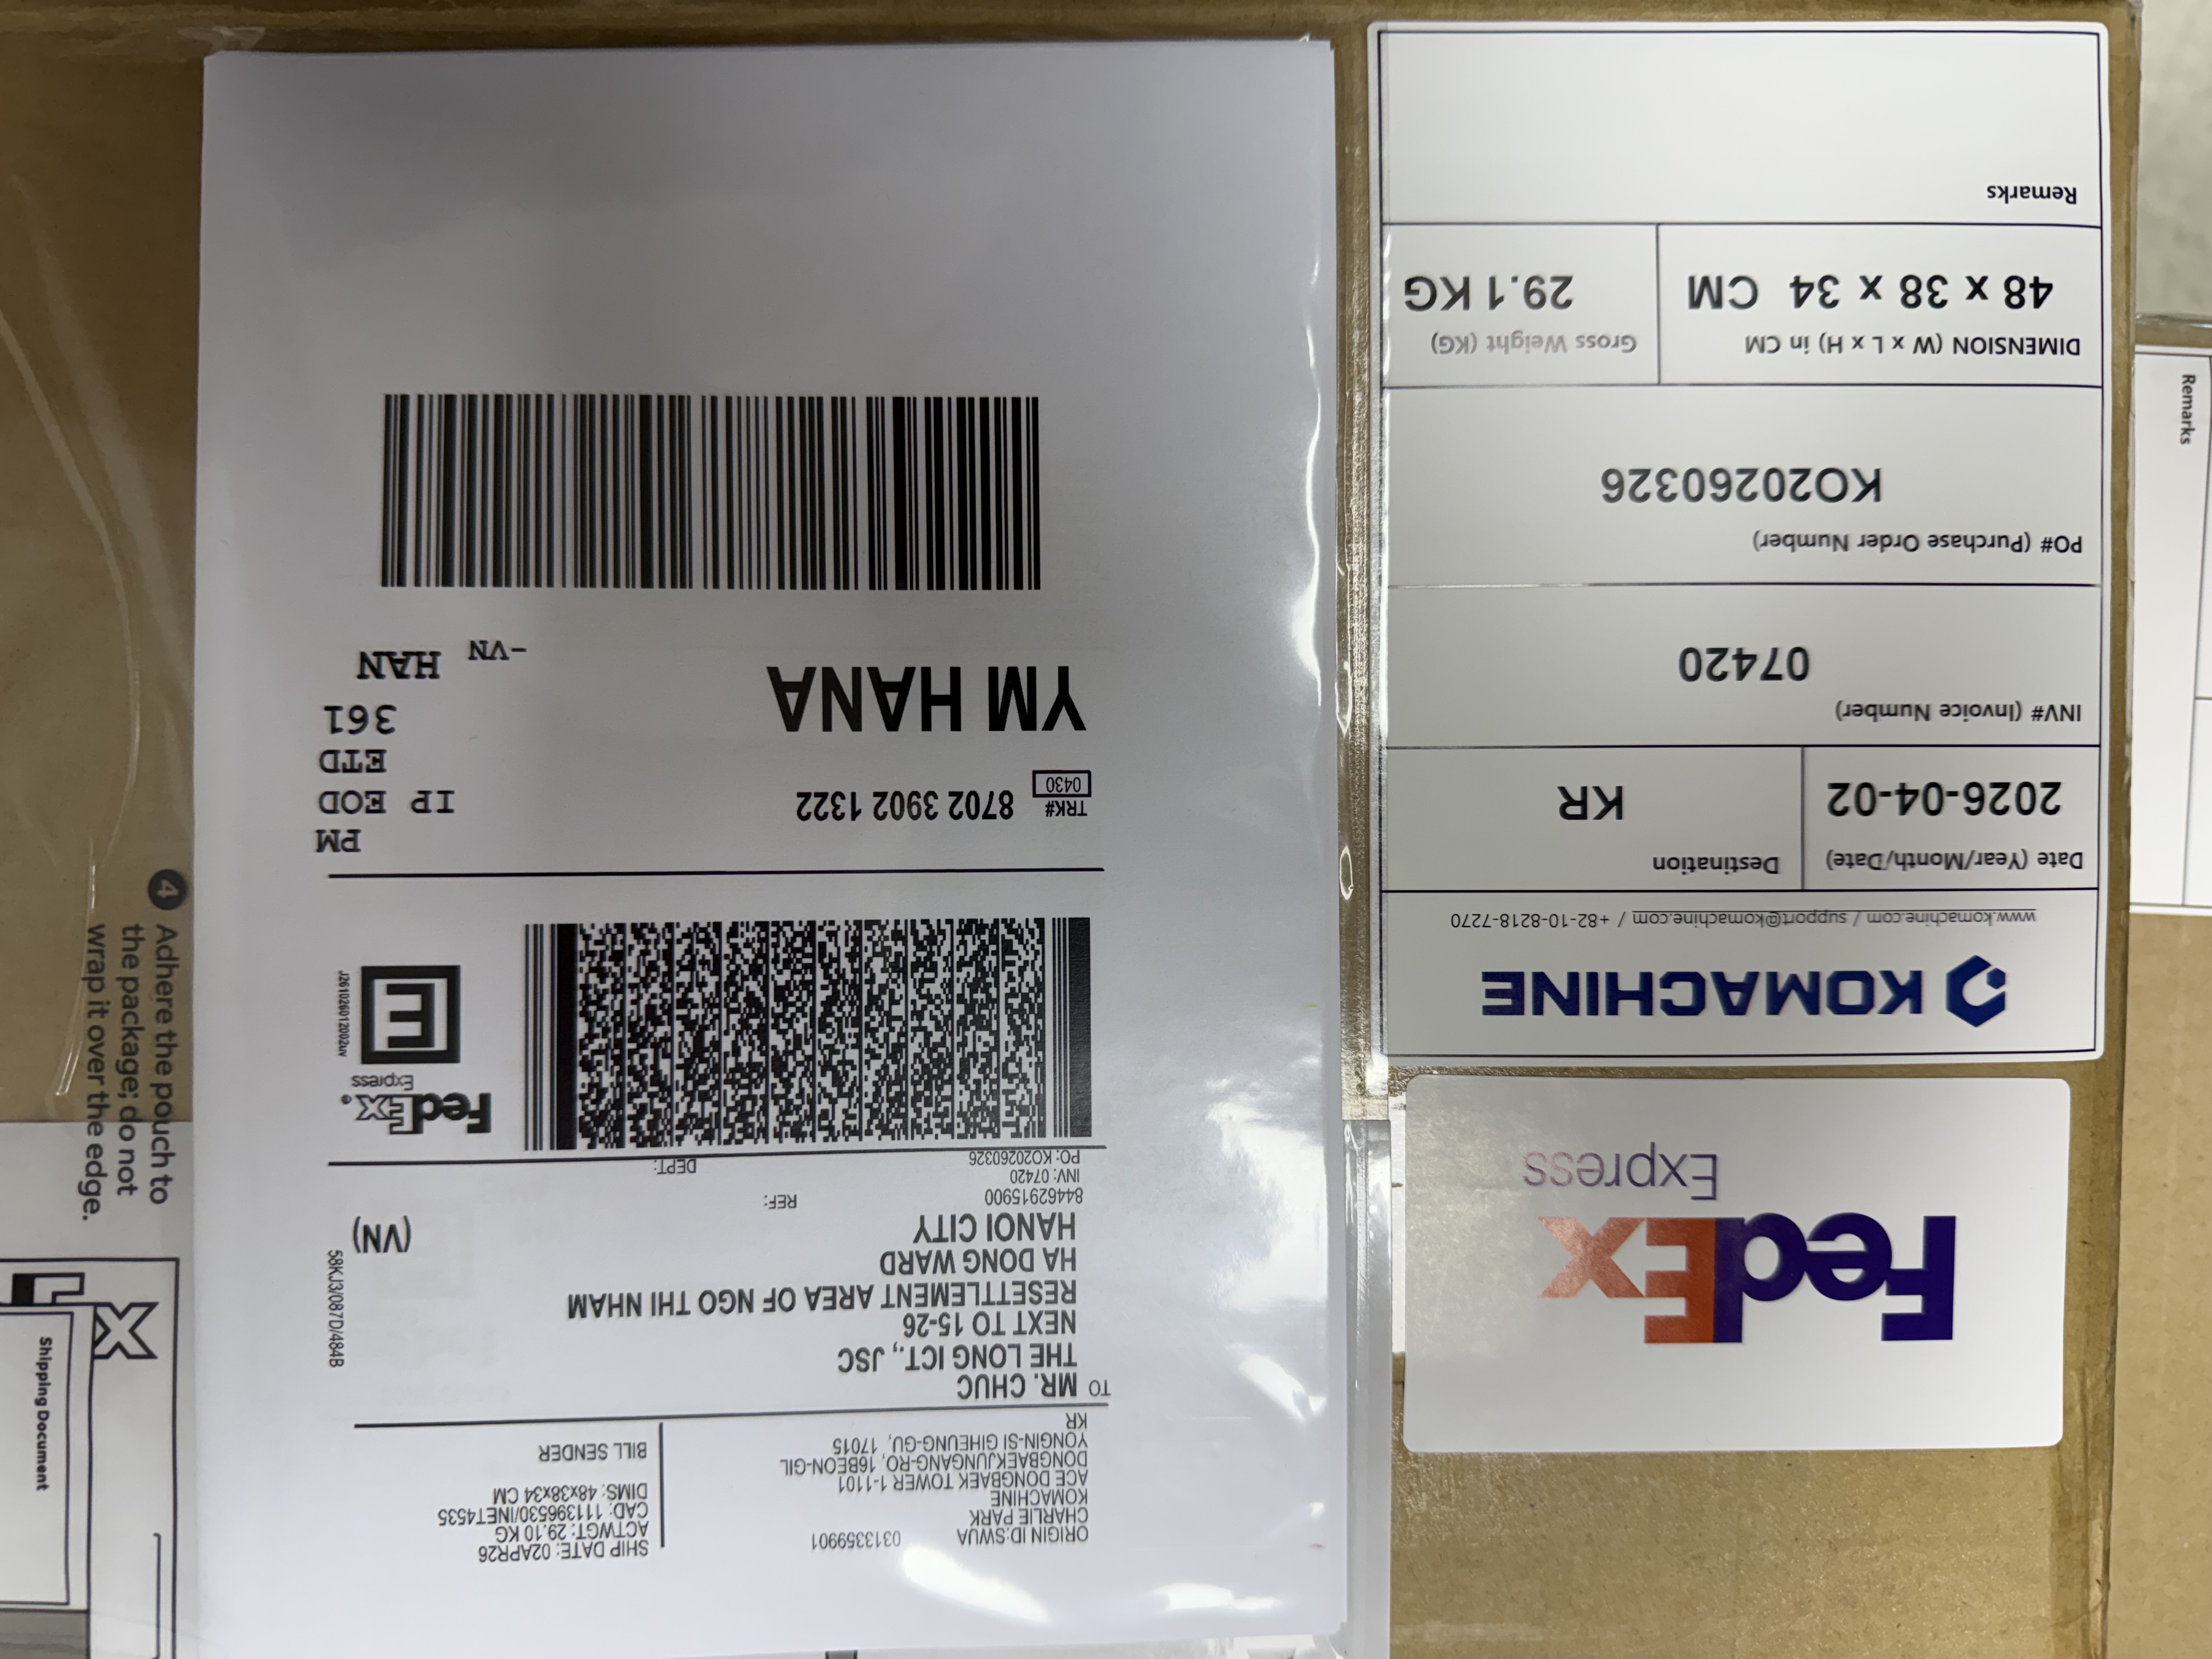 ORIGIN ID:SWUA 0313359901
CHARLIE PARK
KOMACHINE
ACE DONGBAEK TOWER 1-1101
DONGBAEKJUNGANG-RO, 16BEON-GIL
YONGIN-SI GIHEUNG-GU, 17015
KR
SHIP DATE: 02APR26
ACTWGT: 29.10 KG
CAD: 111396530/INET4535
DIMS: 48x38x34 CM
BILL SENDER
TO MR. CHUC
THE LONG ICT., JSC
NEXT TO 15-26
RESETTLEMENT AREA OF NGO THI NHAM
HA DONG WARD
HANOI CITY
(VN)
84462915900 REF:
INV: 07420
PO: KO20260326 DEPT:
58KJ3/087D/484B
FedEx®
Express
E
J261026012002uv
TRK# 8702 3902 1322
0430
PM
IP EOD
ETD
361
YM HANA
-VN HAN
FedEx
Express
KOMACHINE
www.komachine.com / support@komachine.com / +82-10-8218-7270
Date (Year/Month/Date)
2026-04-02
Destination
KR
INV# (Invoice Number)
07420
PO# (Purchase Order Number)
KO20260326
DIMENSION (W x L x H) in CM
48 x 38 x 34 CM
Gross Weight (KG)
29.1 KG
Remarks
4 Adhere the pouch to
the package; do not
wrap it over the edge.
Shipping Document
Remarks